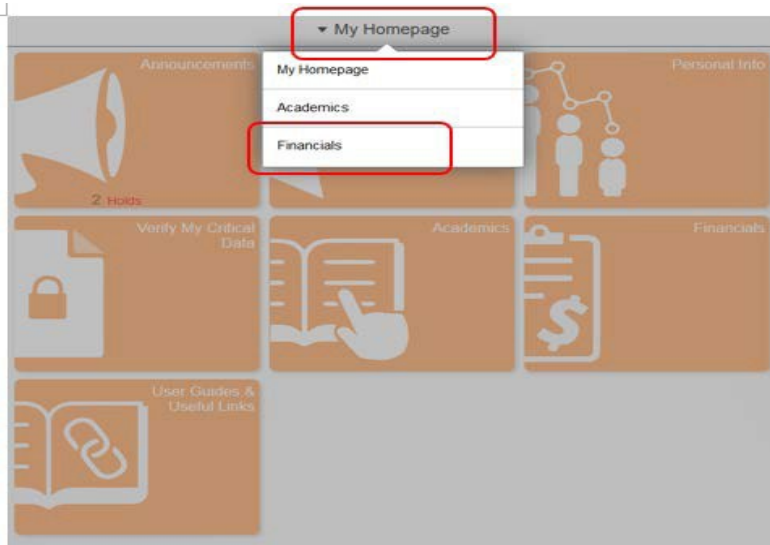 My Homepage
Announcements
My Homepage
Academics
Financials
Personal Info
2 Holds
Verify My Critical
Data
Academics
Financials
User Guides &
Useful Links